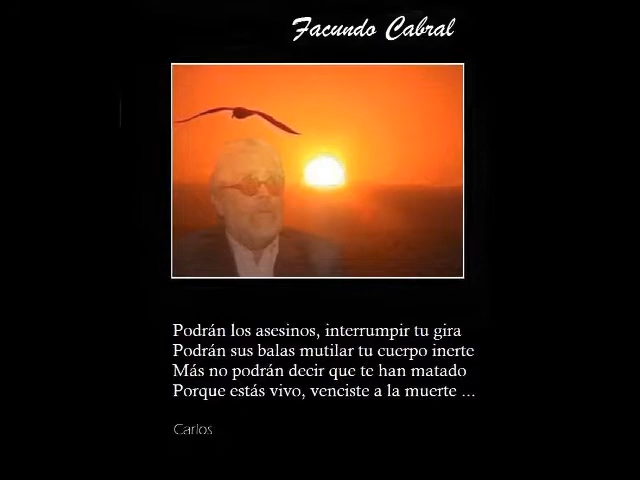 Facundo Cabral
Podrán los asesinos, interrumpir tu gira
Podrán sus balas mutilar tu cuerpo inerte
Más no podrán decir que te han matado
Porque estás vivo, venciste a la muerte ...
Carlos